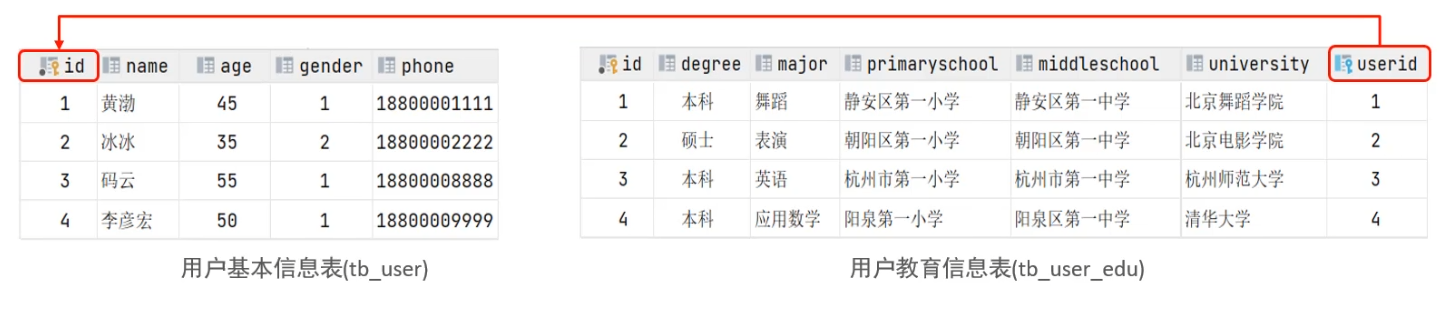 id name age gender phone
1 黄渤 45 1 18800001111
2 冰冰 35 2 18800002222
3 码云 55 1 18800008888
4 李彦宏 50 1 18800009999
用户基本信息表(tb_user)
id degree major primaryschool middleschool university userid
1 本科 舞蹈 静安区第一小学 静安区第一中学 北京舞蹈学院 1
2 硕士 表演 朝阳区第一小学 朝阳区第一中学 北京电影学院 2
3 本科 英语 杭州市第一小学 杭州市第一中学 杭州师范大学 3
4 本科 应用数学 阳泉第一小学 阳泉区第一中学 清华大学 4
用户教育信息表(tb_user_edu)